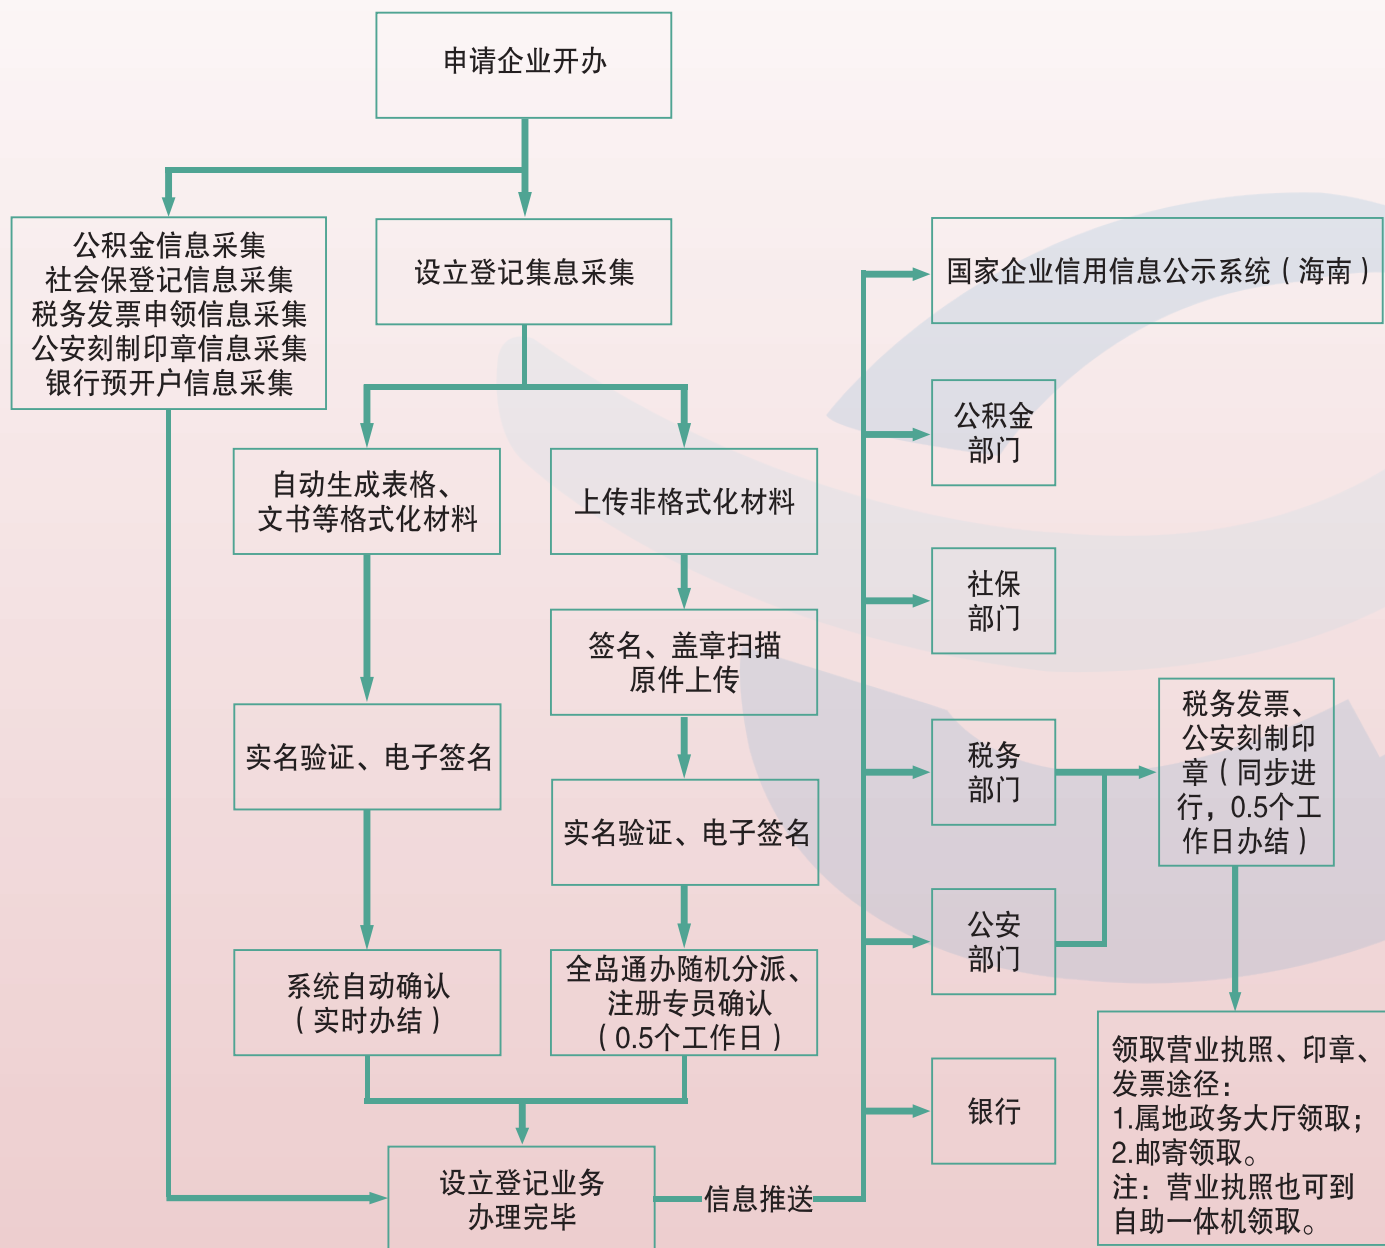 申请企业开办
公积金信息采集
社会保登记信息采集
税务发票申领信息采集
公安刻制印章信息采集
银行预开户信息采集
设立登记集息采集
自动生成表格、
文书等格式化材料
上传非格式化材料
签名、盖章扫描
原件上传
实名验证、电子签名
实名验证、电子签名
系统自动确认
（实时办结）
全岛通办随机分派、
注册专员确认
（0.5个工作日）
设立登记业务
办理完毕
信息推送
国家企业信用信息公示系统（海南）
公积金
部门
社保
部门
税务
部门
公安
部门
银行
税务发票、
公安刻制印
章（同步进
行，0.5个工
作日办结）
领取营业执照、印章、
发票途径：
1.属地政务大厅领取；
2.邮寄领取。
注：营业执照也可到
自助一体机领取。